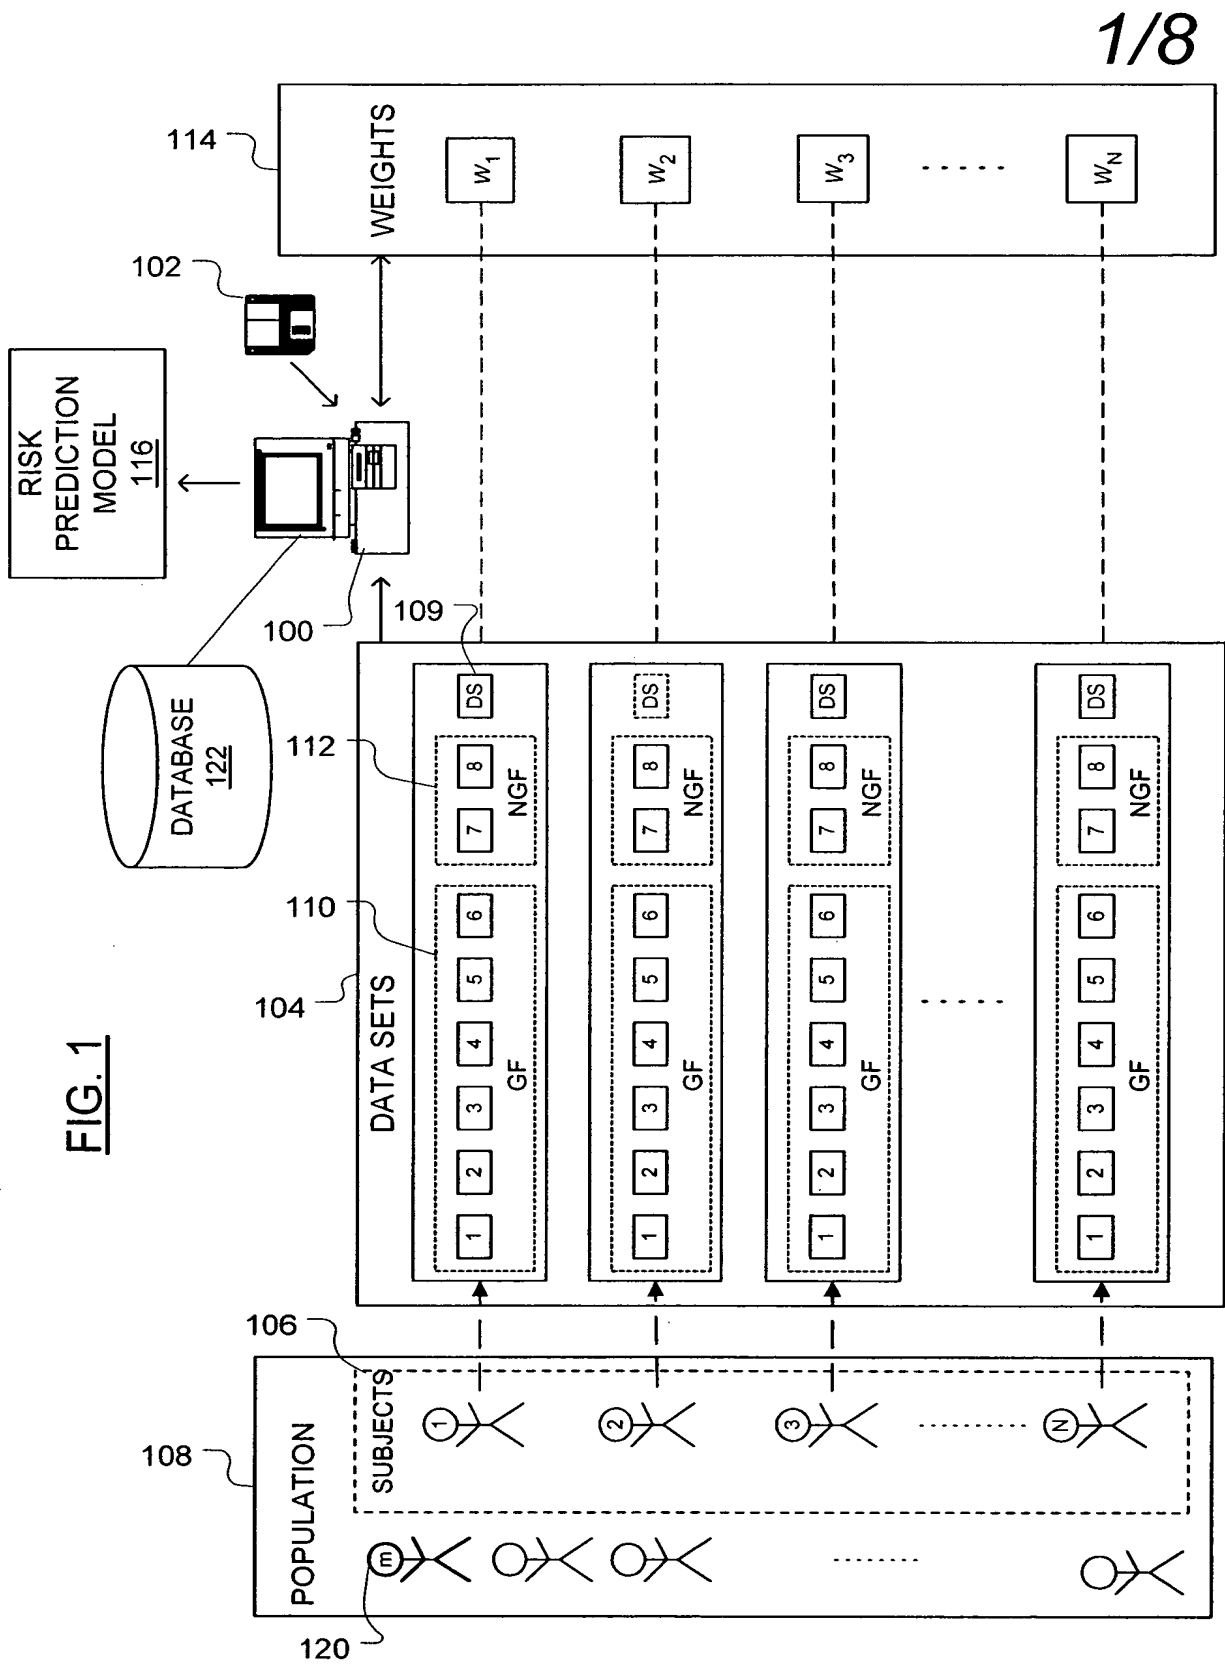 1/8
FIG. 1
RISK
PREDICTION
MODEL
116
DATABASE
122
102
100
POPULATION
108
120
m
SUBJECTS
106
1
2
3
N
DATA SETS
104
110
112
109
1 2 3 4 5 6
GF
7 8
NGF
DS
1 2 3 4 5 6
GF
7 8
NGF
DS
1 2 3 4 5 6
GF
7 8
NGF
DS
1 2 3 4 5 6
GF
7 8
NGF
DS
WEIGHTS
114
W1
W2
W3
WN